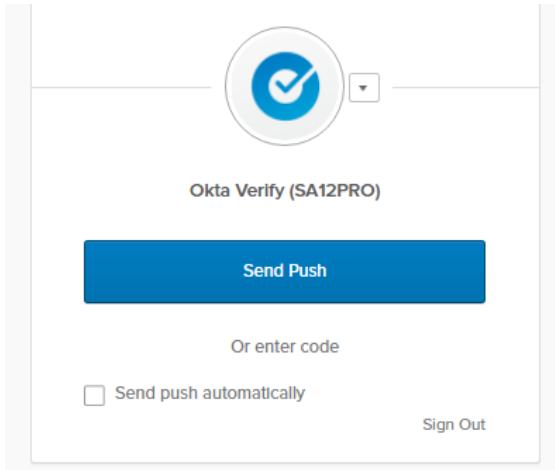 Okta Verify (SA12PRO)
Send Push
Or enter code
Send push automatically
Sign Out